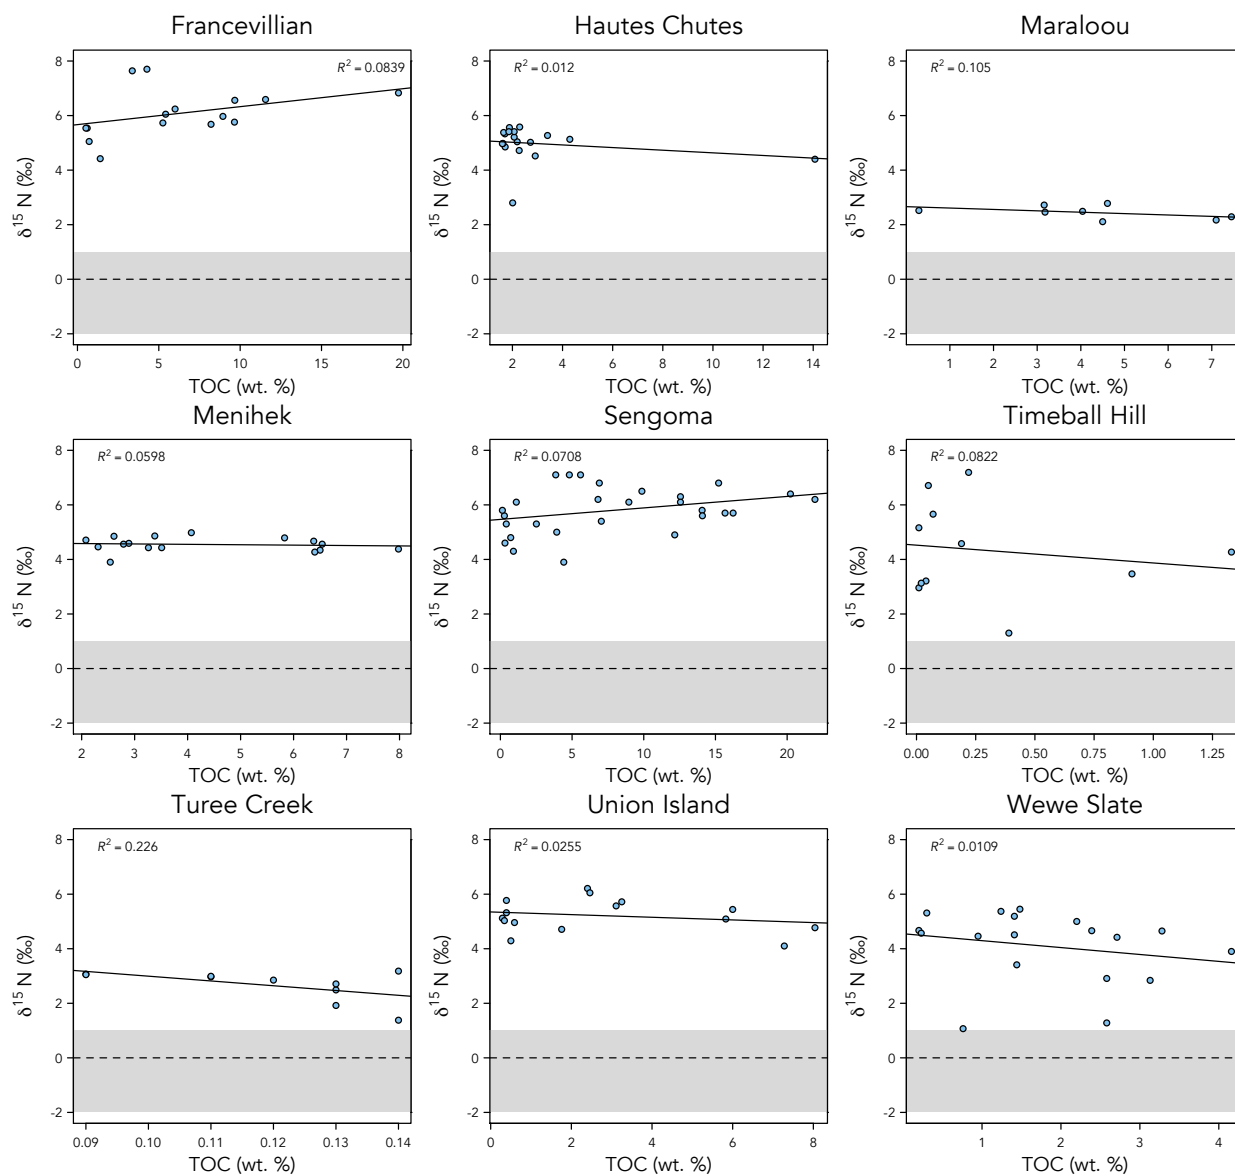 Francevillian
R² = 0.0839
δ¹⁵ N (‰)
8
6
4
2
0
-2
0 5 10 15 20
TOC (wt. %)
Hautes Chutes
R² = 0.012
δ¹⁵ N (‰)
8
6
4
2
0
-2
2 4 6 8 10 12 14
TOC (wt. %)
Maraloou
R² = 0.105
δ¹⁵ N (‰)
8
6
4
2
0
-2
1 2 3 4 5 6 7
TOC (wt. %)
Menihek
R² = 0.0598
δ¹⁵ N (‰)
8
6
4
2
0
-2
2 3 4 5 6 7 8
TOC (wt. %)
Sengoma
R² = 0.0708
δ¹⁵ N (‰)
8
6
4
2
0
-2
0 5 10 15 20
TOC (wt. %)
Timeball Hill
R² = 0.0822
δ¹⁵ N (‰)
8
6
4
2
0
-2
0.00 0.25 0.50 0.75 1.00 1.25
TOC (wt. %)
Turee Creek
R² = 0.226
δ¹⁵ N (‰)
8
6
4
2
0
-2
0.09 0.10 0.11 0.12 0.13 0.14
TOC (wt. %)
Union Island
R² = 0.0255
δ¹⁵ N (‰)
8
6
4
2
0
-2
0 2 4 6 8
TOC (wt. %)
Wewe Slate
R² = 0.0109
δ¹⁵ N (‰)
8
6
4
2
0
-2
1 2 3 4
TOC (wt. %)